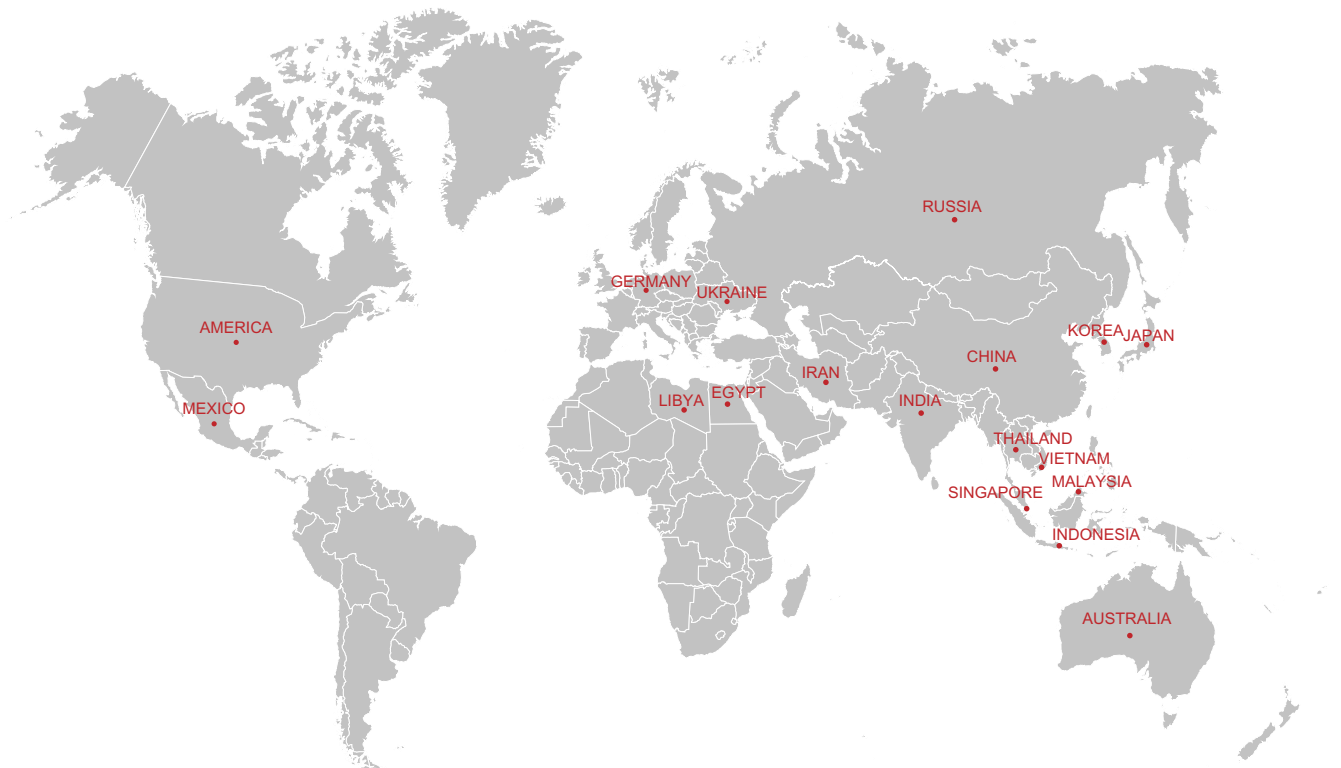 RUSSIA
GERMANY
UKRAINE
AMERICA
KOREA
JAPAN
CHINA
IRAN
EGYPT
LIBYA
INDIA
MEXICO
THAILAND
VIETNAM
MALAYSIA
SINGAPORE
INDONESIA
AUSTRALIA